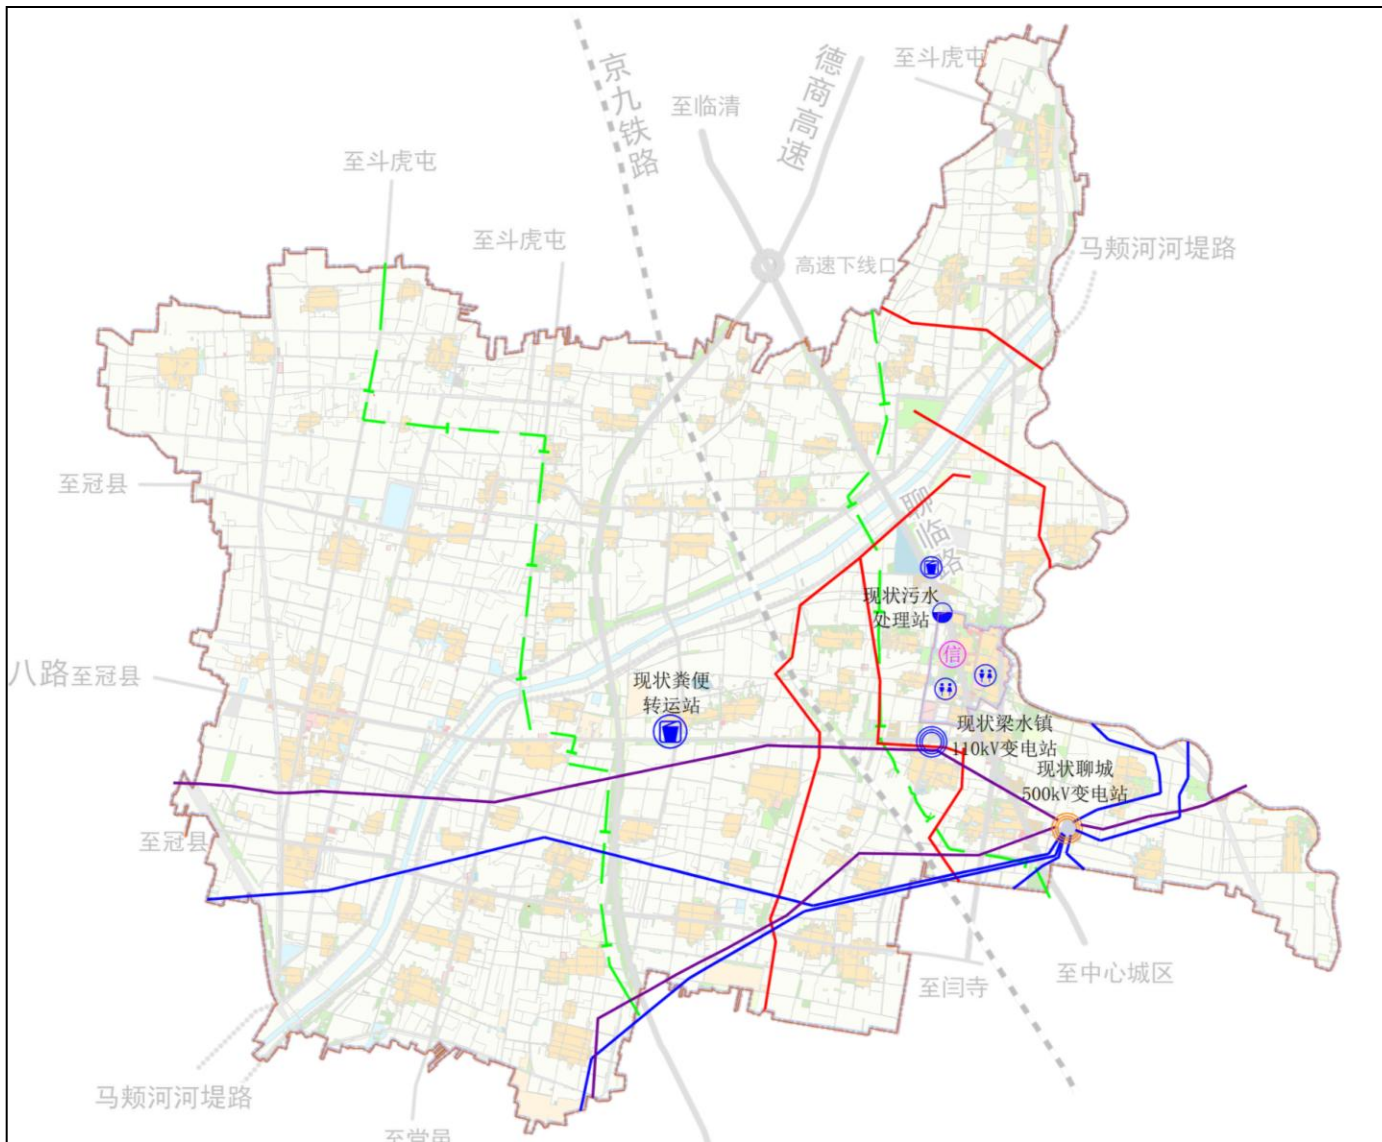 京九铁路
德商高速
至斗虎屯
至临清
至斗虎屯
至斗虎屯
马颊河河堤路
高速下线口
至冠县
聊临路
现状污水
处理站
信
八路
至冠县
现状粪便
转运站
现状梁水镇
110kV变电站
现状聊城
500kV变电站
至冠县
至闫寺
至中心城区
马颊河河堤路
至堂邑